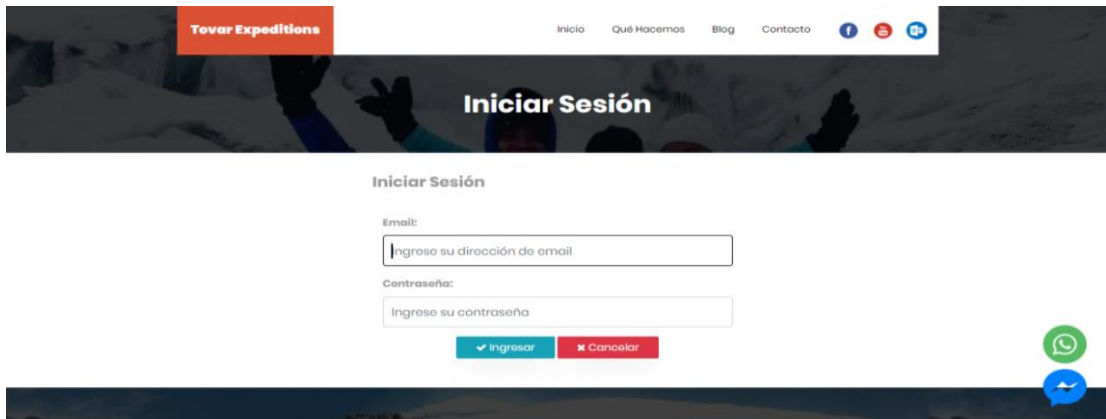 Tovar Expeditions
Inicio Qué Hacemos Blog Contacto
Iniciar Sesión
Iniciar Sesión
Email:
Ingrese su dirección de email
Contraseña:
Ingrese su contraseña
Ingresar Cancelar